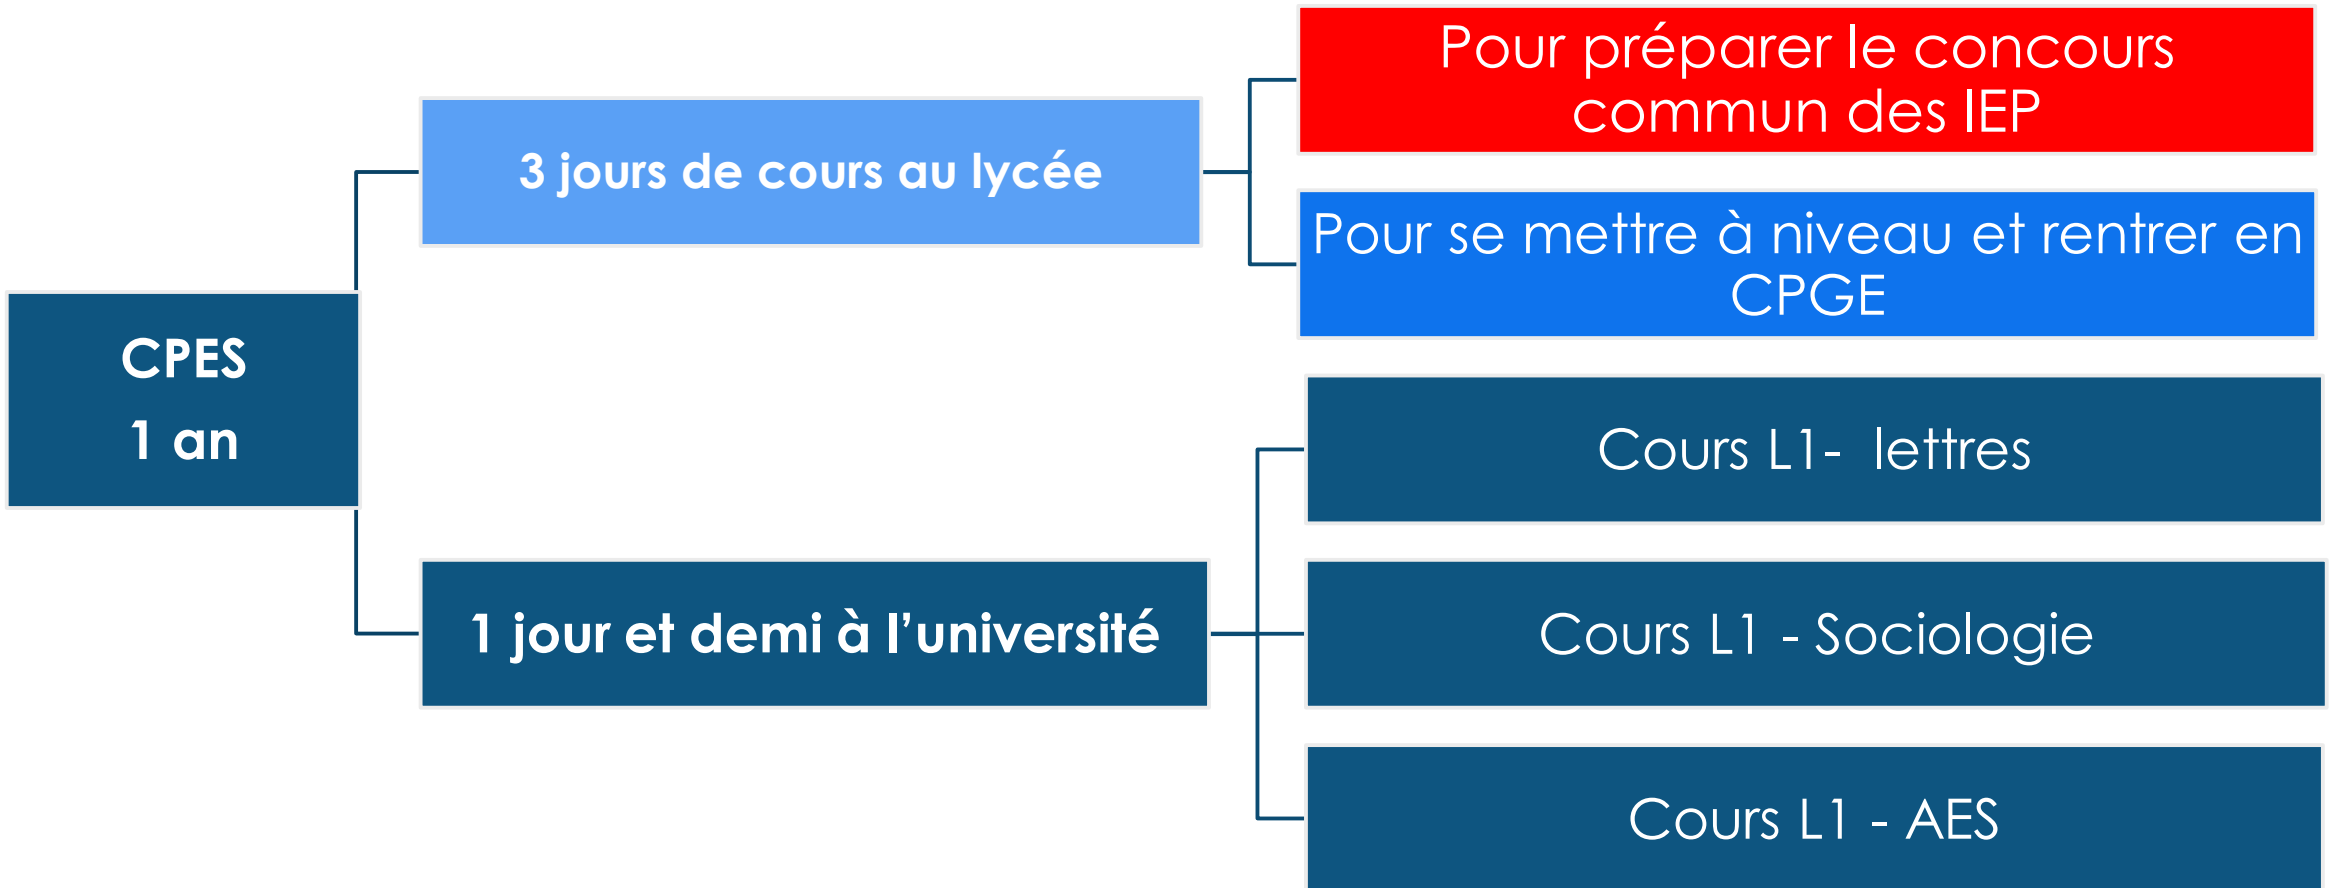 Pour préparer le concours
commun des IEP
3 jours de cours au lycée
Pour se mettre à niveau et rentrer en
CPGE
CPES
1 an
Cours L1-  lettres
1 jour et demi à l’université
Cours L1 - Sociologie
Cours L1 - AES